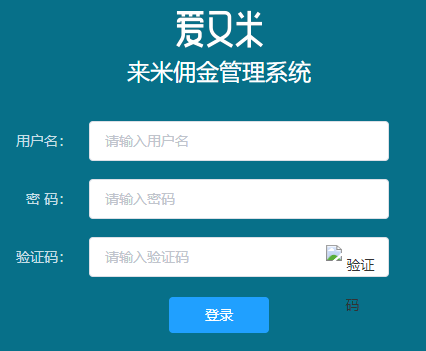 爱又米
来米佣金管理系统
用户名：
请输入用户名
密 码：
请输入密码
验证码：
请输入验证码
验证
码
登录